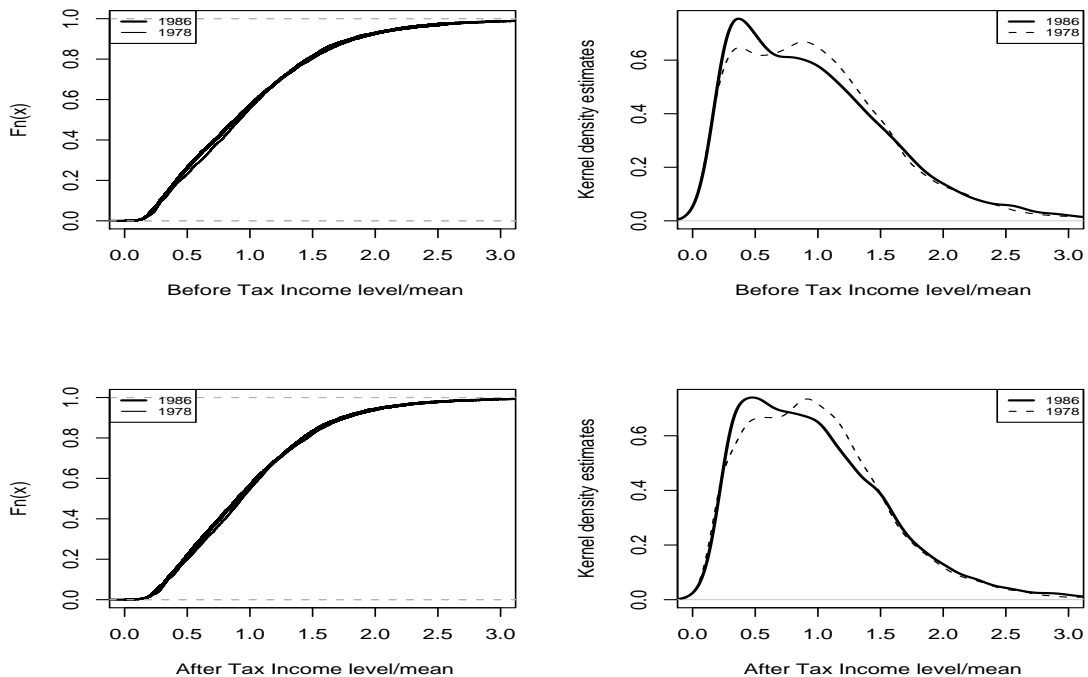 1986
1978
Fn(x)
0.0 0.2 0.4 0.6 0.8 1.0
0.0 0.5 1.0 1.5 2.0 2.5 3.0
Before Tax Income level/mean
1986
1978
Kernel density estimates
0.0 0.2 0.4 0.6
0.0 0.5 1.0 1.5 2.0 2.5 3.0
Before Tax Income level/mean
1986
1978
Fn(x)
0.0 0.2 0.4 0.6 0.8 1.0
0.0 0.5 1.0 1.5 2.0 2.5 3.0
After Tax Income level/mean
1986
1978
Kernel density estimates
0.0 0.2 0.4 0.6
0.0 0.5 1.0 1.5 2.0 2.5 3.0
After Tax Income level/mean